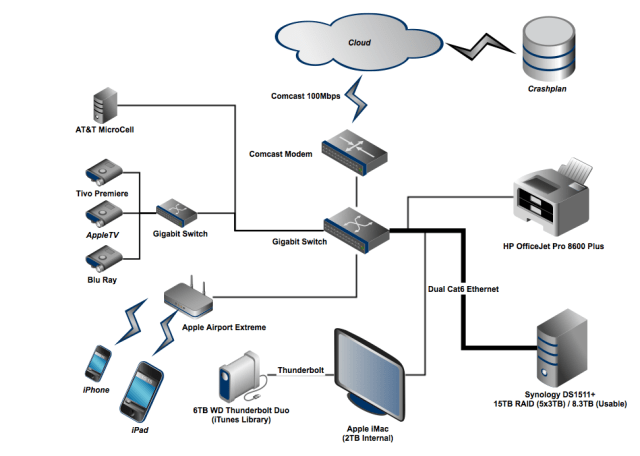 Cloud
Crashplan
Comcast 100Mbps
AT&T MicroCell
Comcast Modem
Tivo Premiere
AppleTV
Gigabit Switch
Gigabit Switch
HP OfficeJet Pro 8600 Plus
Blu Ray
Dual Cat6 Ethernet
Apple Airport Extreme
Thunderbolt
iPhone
iPad
6TB WD Thunderbolt Duo
(iTunes Library)
Apple iMac
(2TB Internal)
Synology DS1511+
15TB RAID (5x3TB) / 8.3TB (Usable)